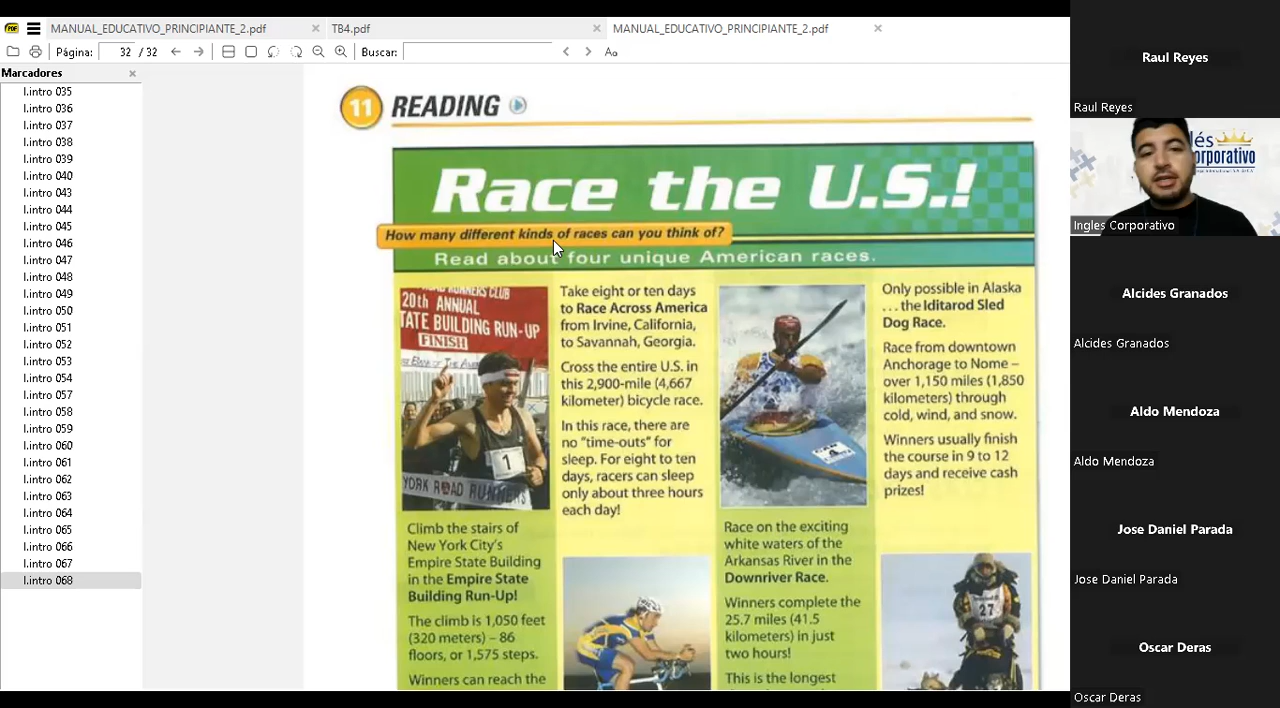 MANUAL_EDUCATIVO_PRINCIPIANTE_2.pdf
TB4.pdf
MANUAL_EDUCATIVO_PRINCIPIANTE_2.pdf
Página: 32 / 32
Buscar:
Marcadores
I.intro 035
I.intro 036
I.intro 037
I.intro 038
I.intro 039
I.intro 040
I.intro 043
I.intro 044
I.intro 045
I.intro 046
I.intro 047
I.intro 048
I.intro 049
I.intro 050
I.intro 051
I.intro 052
I.intro 053
I.intro 054
I.intro 057
I.intro 058
I.intro 059
I.intro 060
I.intro 061
I.intro 062
I.intro 063
I.intro 064
I.intro 065
I.intro 066
I.intro 067
I.intro 068
11 READING
Race the U.S.!
How many different kinds of races can you think of?
Read about four unique American races.
20th ANNUAL
TATE BUILDING RUN-UP
FINISH
1
YORK ROAD RUNNERS
Climb the stairs of
New York City's
Empire State Building
in the Empire State
Building Run-Up!
The climb is 1,050 feet
(320 meters) – 86
floors, or 1,575 steps.
Winners can reach the
Take eight or ten days
to Race Across America
from Irvine, California,
to Savannah, Georgia.
Cross the entire U.S. in
this 2,900-mile (4,667
kilometer) bicycle race.
In this race, there are
no "time-outs" for
sleep. For eight to ten
days, racers can sleep
only about three hours
each day!
Race on the exciting
white waters of the
Arkansas River in the
Downriver Race.
Winners complete the
25.7 miles (41.5
kilometers) in just
two hours!
This is the longest
Only possible in Alaska
. . . the Iditarod Sled
Dog Race.
Race from downtown
Anchorage to Nome –
over 1,150 miles (1,850
kilometers) through
cold, wind, and snow.
Winners usually finish
the course in 9 to 12
days and receive cash
prizes!
27
Raul Reyes
Raul Reyes
lés
orporativo
Ingles Corporativo
Alcides Granados
Alcides Granados
Aldo Mendoza
Aldo Mendoza
Jose Daniel Parada
Jose Daniel Parada
Oscar Deras
Oscar Deras